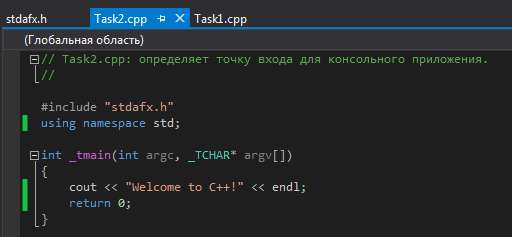 stdafx.h Task2.cpp Task1.cpp
(Глобальная область)
// Task2.cpp: определяет точку входа для консольного приложения.
//
#include "stdafx.h"
using namespace std;
int _tmain(int argc, _TCHAR* argv[])
{
cout << "Welcome to C++!" << endl;
return 0;
}